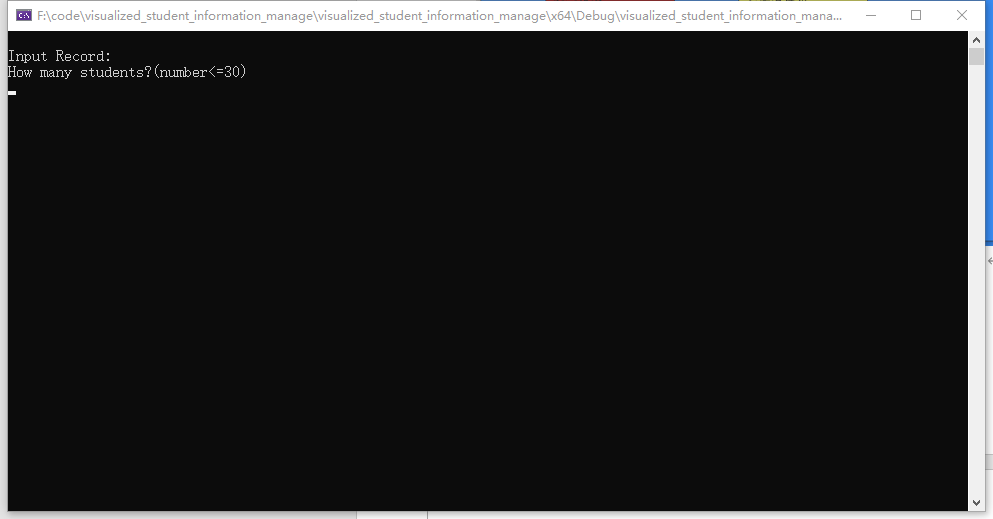 F:\code\visualized_student_information_manage\visualized_student_information_manage\x64\Debug\visualized_student_information_mana...
Input Record:
How many students?(number<=30)